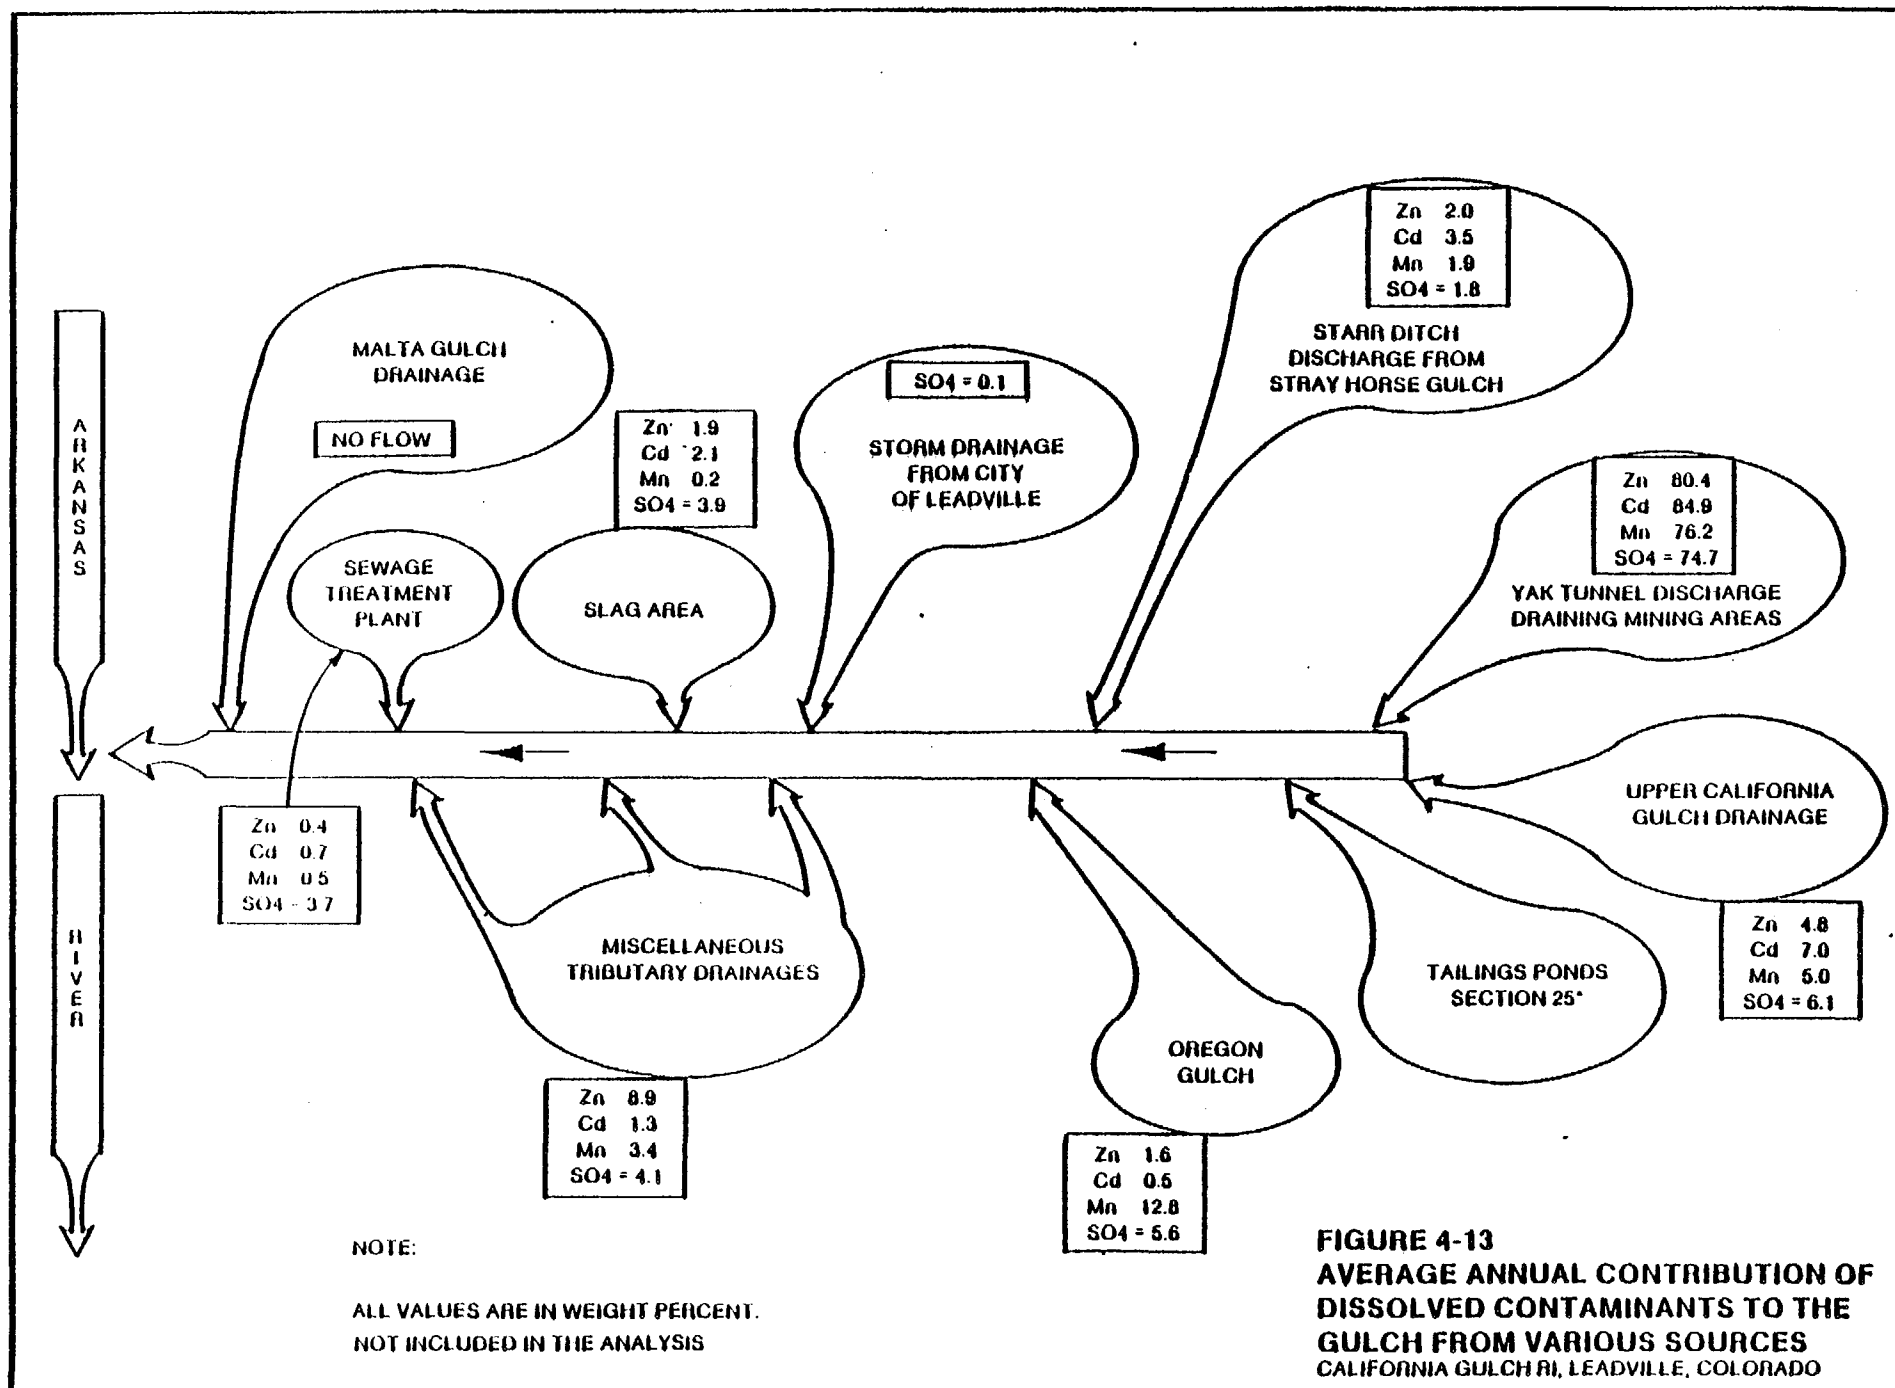 ARKANSAS
RIVER
MALTA GULCH
DRAINAGE
NO FLOW
SEWAGE
TREATMENT
PLANT
Zn 0.4
Cd 0.7
Mn 0.5
SO4 - 3.7
Zn 1.9
Cd 2.1
Mn 0.2
SO4 = 3.9
SLAG AREA
SO4 = 0.1
STORM DRAINAGE
FROM CITY
OF LEADVILLE
Zn 2.0
Cd 3.5
Mn 1.9
SO4 = 1.8
STARR DITCH
DISCHARGE FROM
STRAY HORSE GULCH
Zn 80.4
Cd 84.9
Mn 76.2
SO4 = 74.7
YAK TUNNEL DISCHARGE
DRAINING MINING AREAS
UPPER CALIFORNIA
GULCH DRAINAGE
Zn 4.8
Cd 7.0
Mn 5.0
SO4 = 6.1
TAILINGS PONDS
SECTION 25*
OREGON
GULCH
Zn 1.6
Cd 0.5
Mn 12.8
SO4 = 5.6
MISCELLANEOUS
TRIBUTARY DRAINAGES
Zn 8.9
Cd 1.3
Mn 3.4
SO4 = 4.1
NOTE:
ALL VALUES ARE IN WEIGHT PERCENT.
NOT INCLUDED IN THE ANALYSIS
FIGURE 4-13
AVERAGE ANNUAL CONTRIBUTION OF
DISSOLVED CONTAMINANTS TO THE
GULCH FROM VARIOUS SOURCES
CALIFORNIA GULCH RI, LEADVILLE, COLORADO